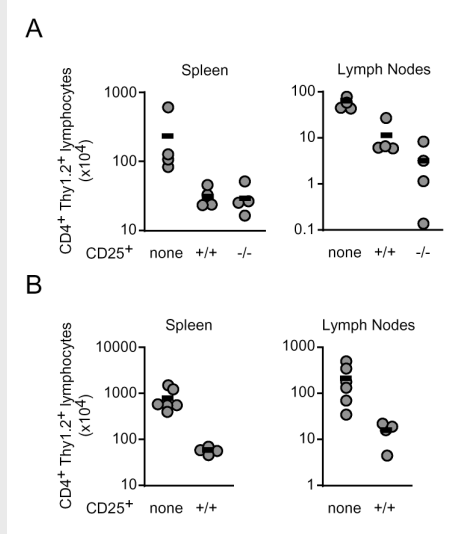 A
Spleen
Lymph Nodes
CD4+ Thy1.2+ lymphocytes
(x104)
1000
100
10
100
10
1
0.1
CD25+ none +/+ -/- none +/+ -/-
B
Spleen
Lymph Nodes
CD4+ Thy1.2+ lymphocytes
(x104)
10000
1000
100
10
1000
100
10
1
CD25+ none +/+ none +/+